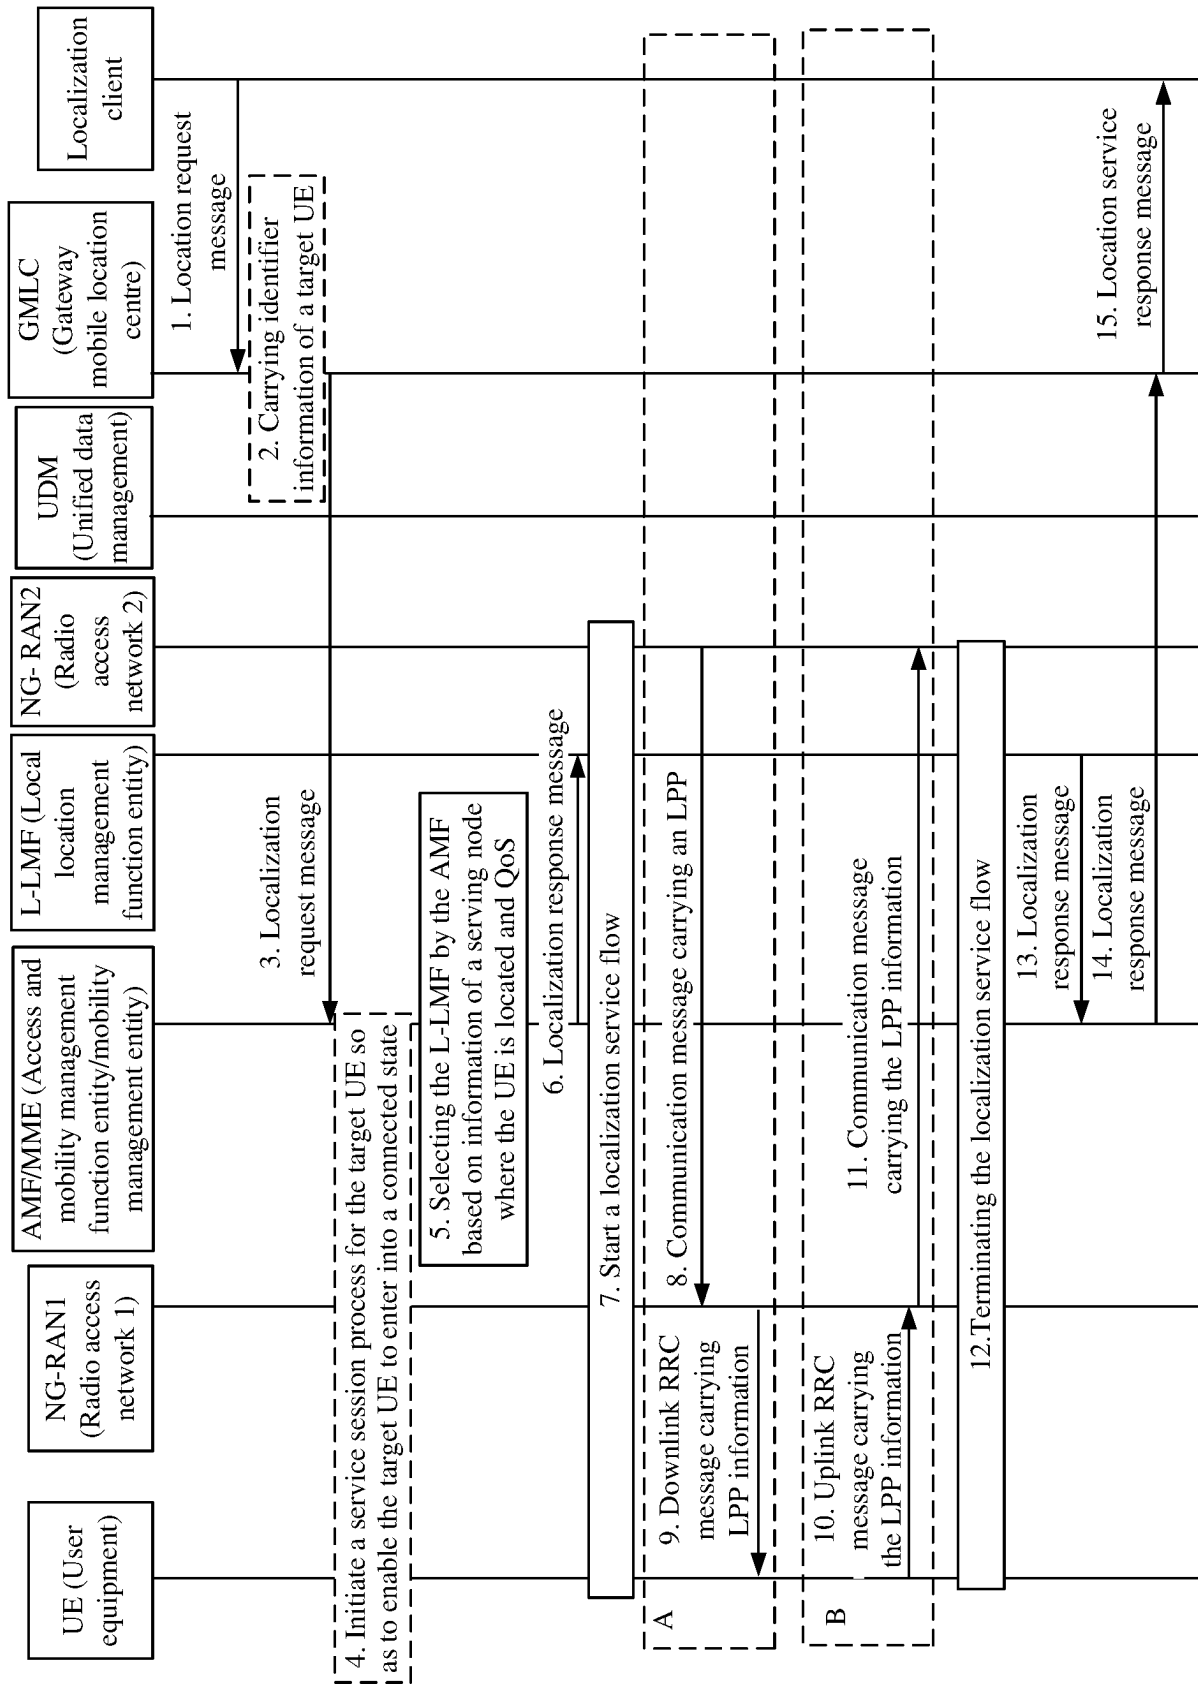 UE (User
equipment)
NG-RAN1
(Radio access
network 1)
AMF/MME (Access and
mobility management
function entity/mobility
management entity)
L-LMF (Local
location
management
function entity)
NG- RAN2
(Radio
access
network 2)
UDM
(Unified data
management)
GMLC
(Gateway
mobile location
centre)
Localization
client
1. Location request
message
2. Carrying identifier
information of a target UE
3. Localization
request message
4. Initiate a service session process for the target UE so
as to enable the target UE to enter into a connected state
5. Selecting the L-LMF by the AMF
based on information of a serving node
where the UE is located and QoS
6. Localization response message
7. Start a localization service flow
A
8. Communication message carrying an LPP
9. Downlink RRC
message carrying
LPP information
B
10. Uplink RRC
message carrying
the LPP information
11. Communication message
carrying the LPP information
12.Terminating the localization service flow
13. Localization
response message
14. Localization
response message
15. Location service
response message